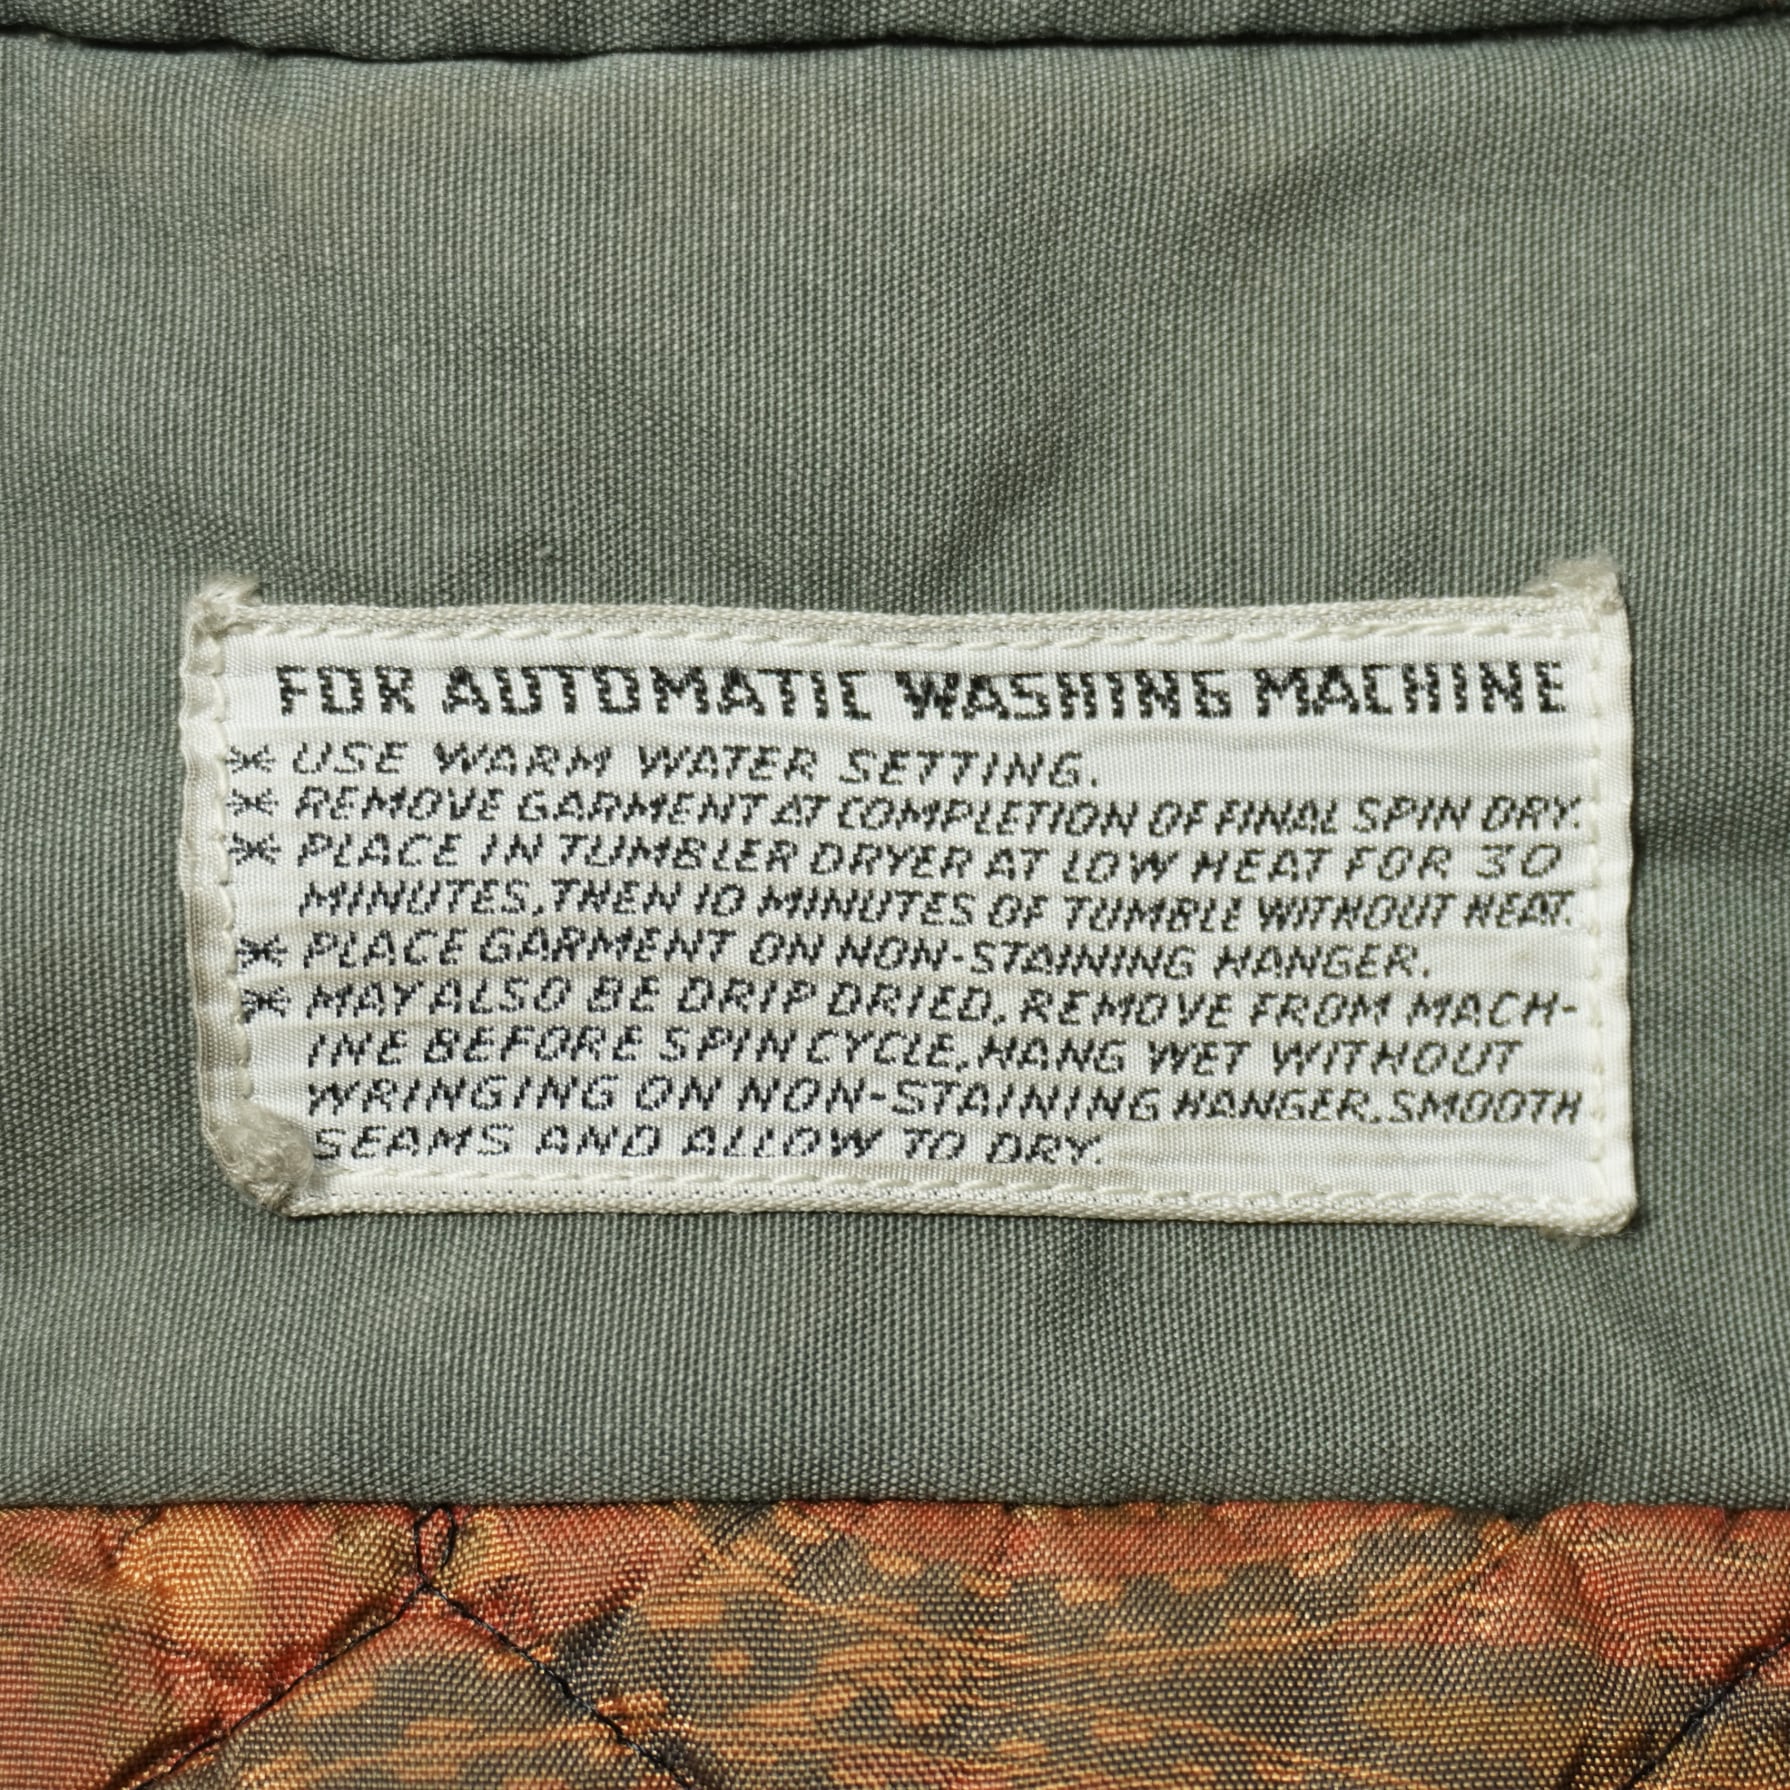 FOR AUTOMATIC WASHING MACHINE
* USE WARM WATER SETTING.
* REMOVE GARMENT AT COMPLETION OF FINAL SPIN DRY.
* PLACE IN TUMBLER DRYER AT LOW HEAT FOR 30
MINUTES, THEN 10 MINUTES OF TUMBLE WITHOUT HEAT.
* PLACE GARMENT ON NON-STAINING HANGER.
* MAY ALSO BE DRIP DRIED. REMOVE FROM MACH-
INE BEFORE SPIN CYCLE, HANG WET WITHOUT
WRINGING ON NON-STAINING HANGER. SMOOTH
SEAMS AND ALLOW TO DRY.